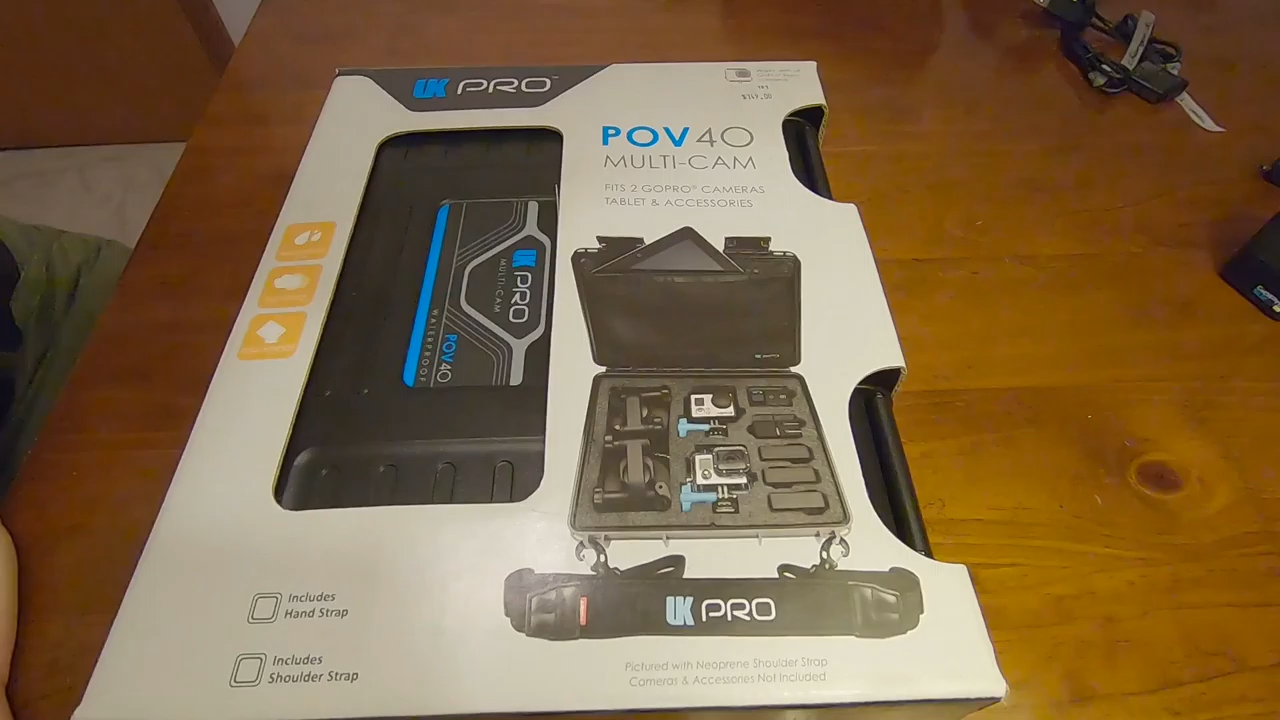 UK PRO™
POV40
MULTI-CAM
FITS 2 GOPRO® CAMERAS
TABLET & ACCESSORIES
UK PRO
MULTI-CAM
POV40
WATERPROOF
UK PRO
Includes
Hand Strap
Includes
Shoulder Strap
Pictured with Neoprene Shoulder Strap
Cameras & Accessories Not Included